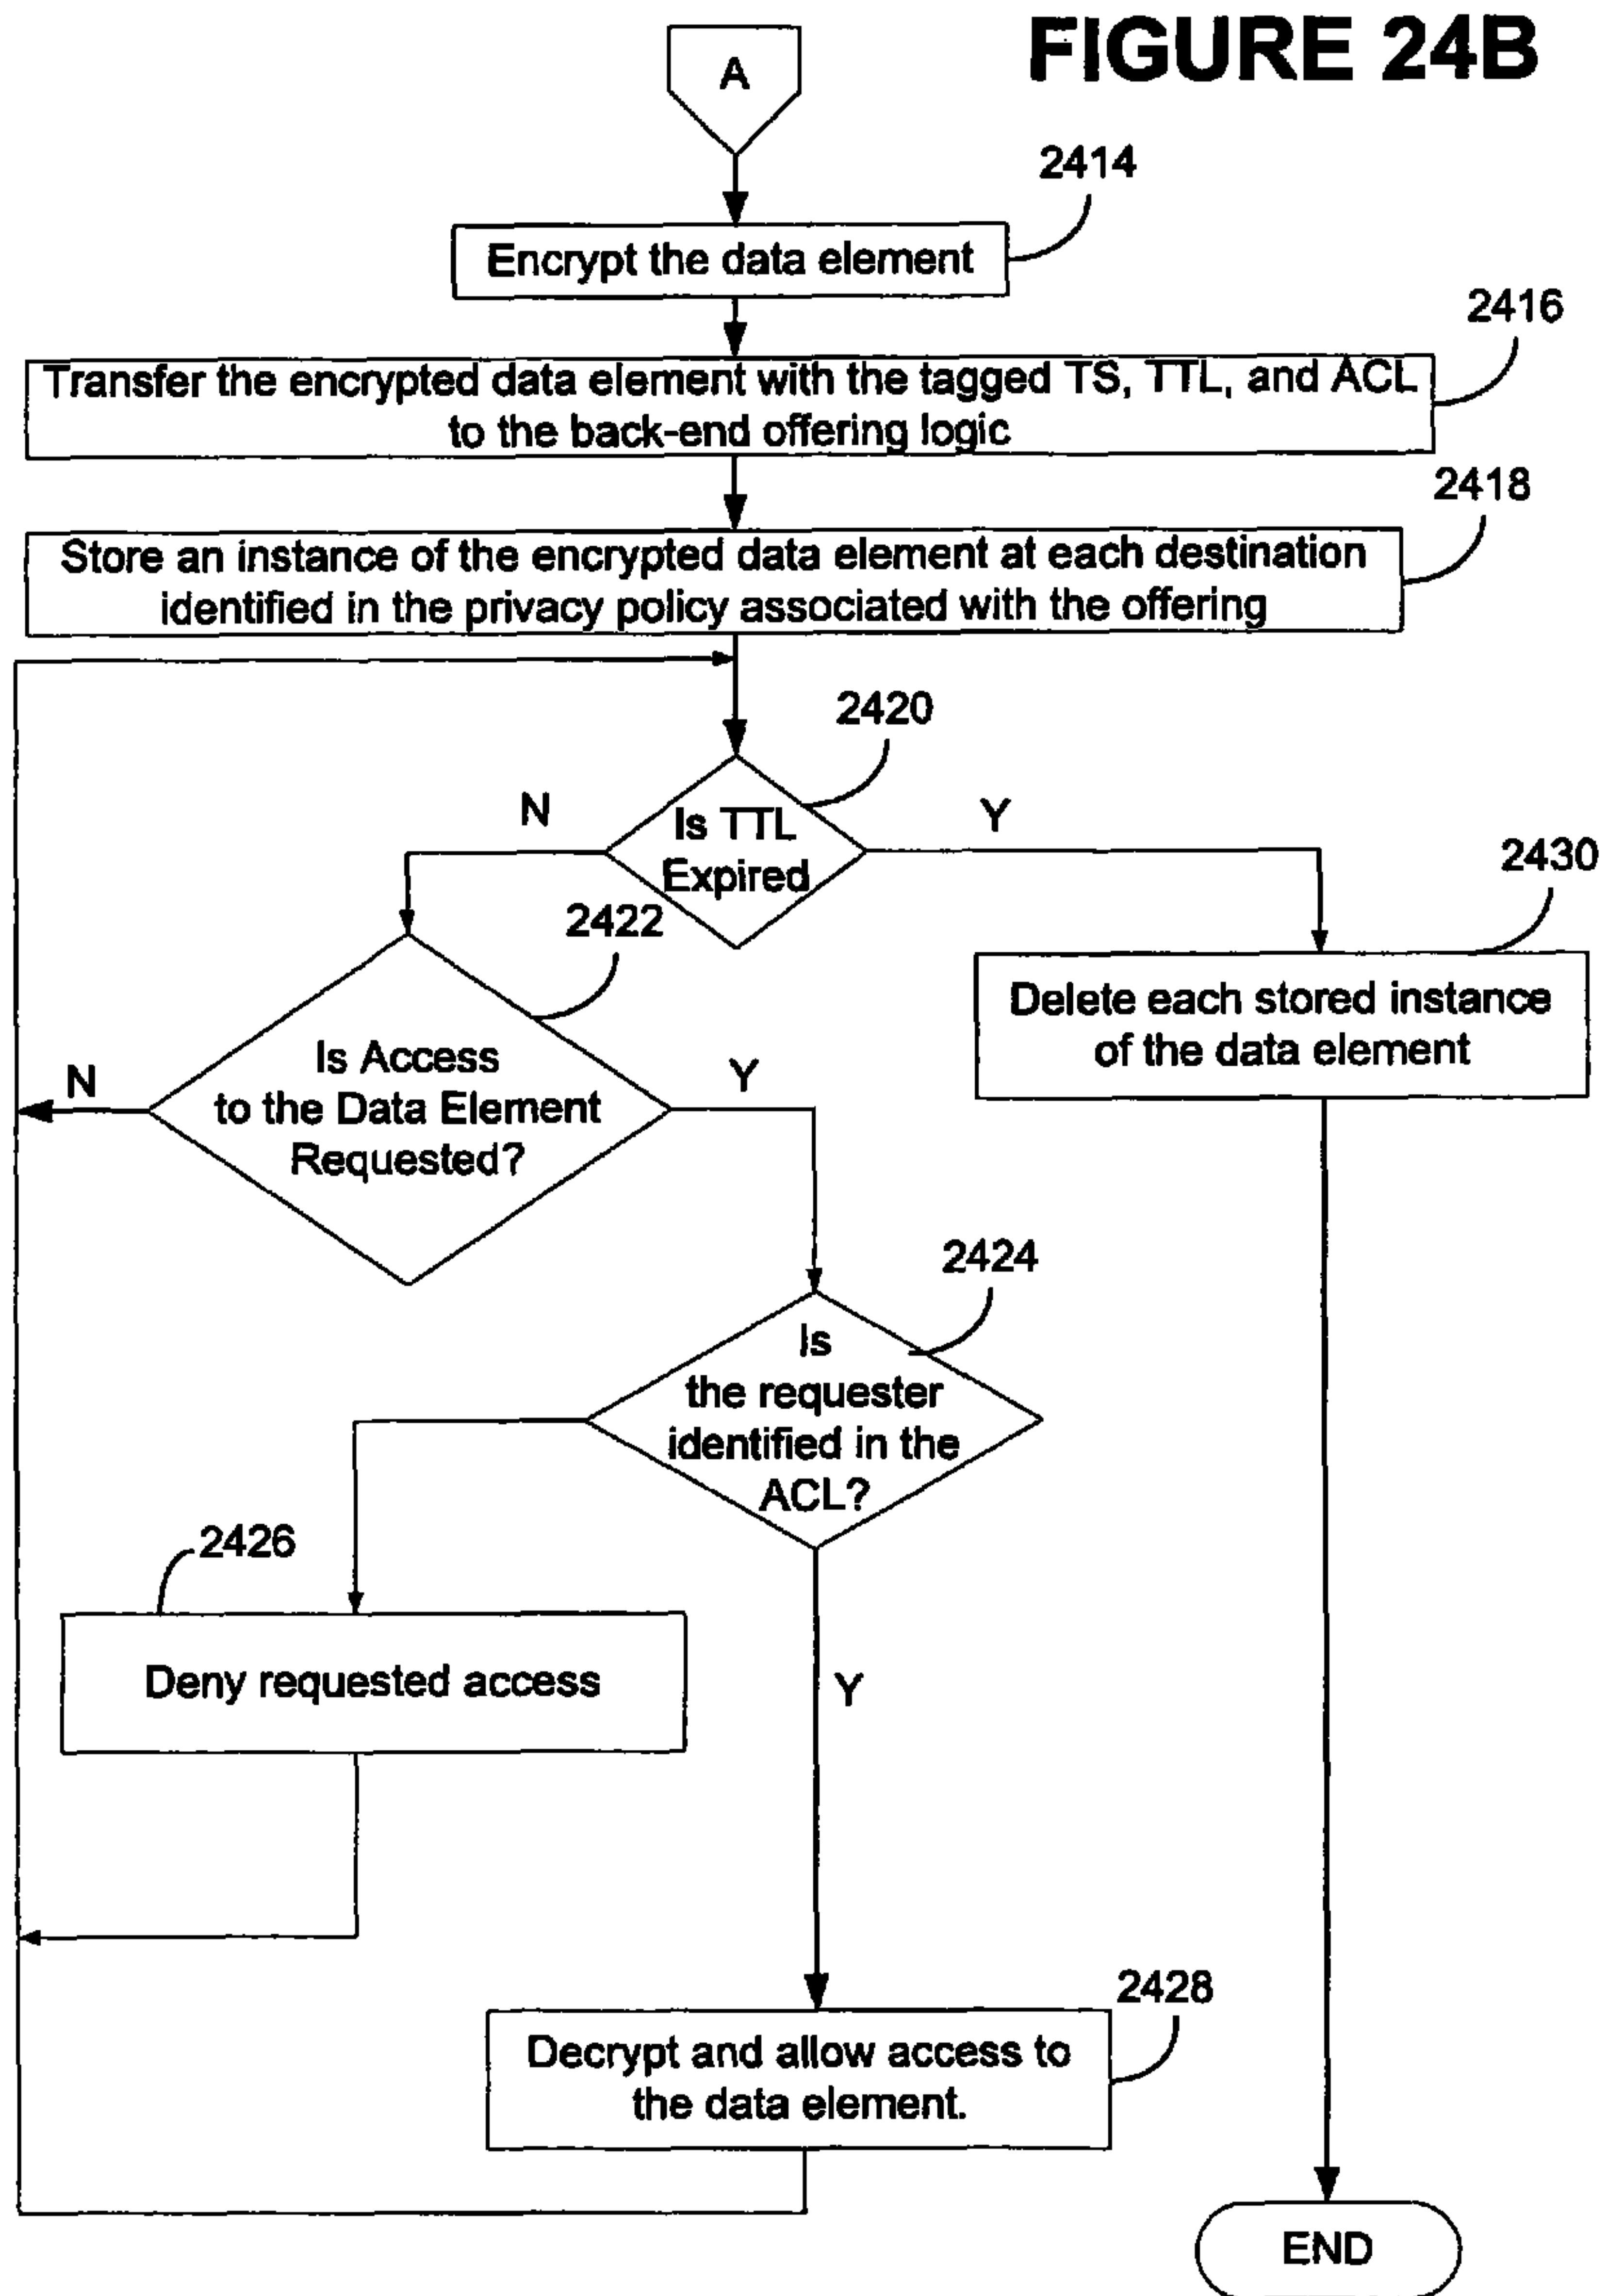 FIGURE 24B
A
2414
Encrypt the data element
2416
Transfer the encrypted data element with the tagged TS, TTL, and ACL
to the back-end offering logic
2418
Store an instance of the encrypted data element at each destination
identified in the privacy policy associated with the offering
2420
N
Is TTL
Expired
Y
2430
2422
Delete each stored instance
of the data element
Is Access
to the Data Element
Requested?
N
Y
2424
Is
the requester
identified in the
ACL?
2426
Deny requested access
Y
2428
Decrypt and allow access to
the data element.
END